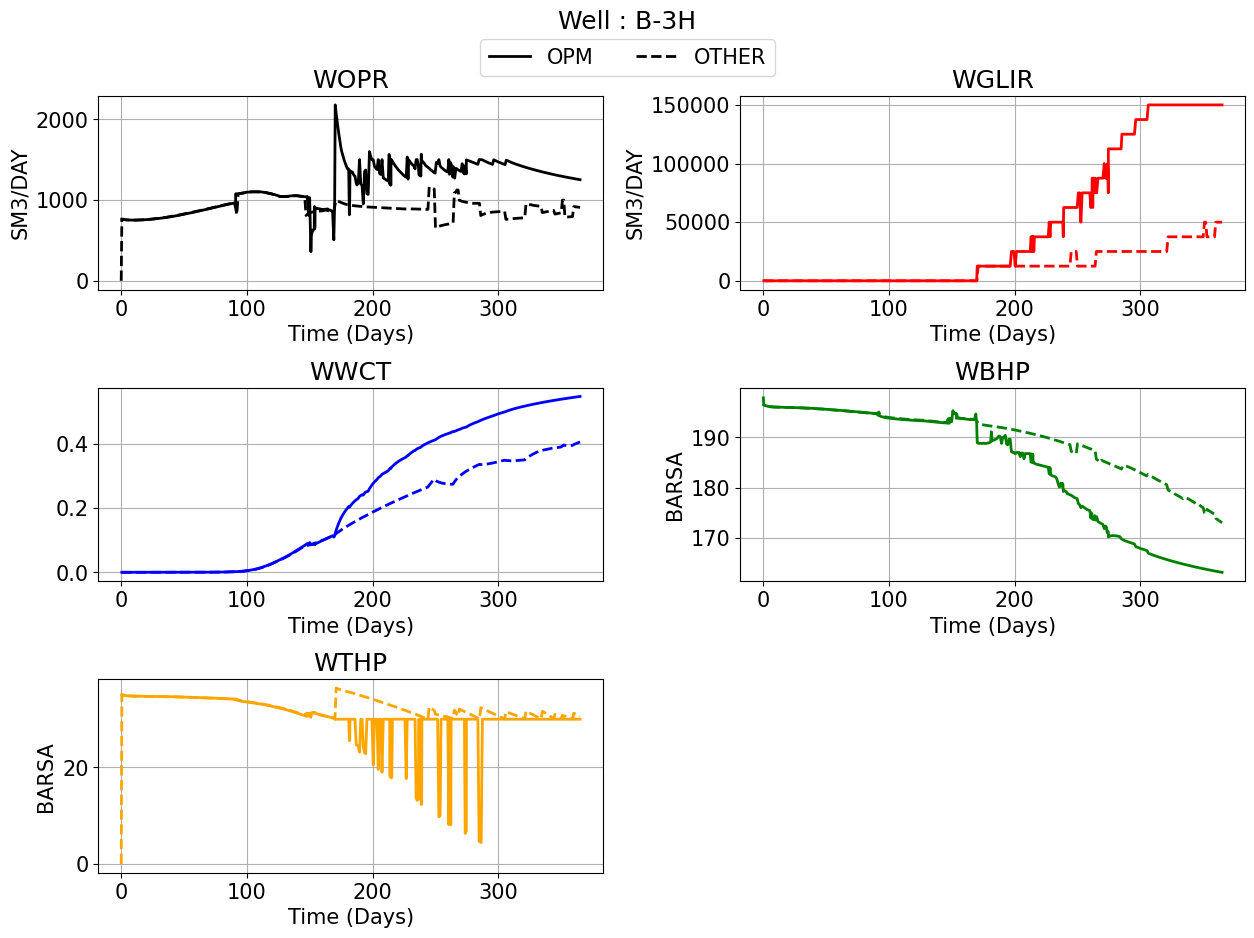 Well : B-3H
OPM OTHER
WOPR
2000
1000
0
SM3/DAY
0 100 200 300
Time (Days)
WGLIR
150000
100000
50000
0
SM3/DAY
0 100 200 300
Time (Days)
WWCT
0.4
0.2
0.0
0 100 200 300
Time (Days)
WBHP
190
180
170
BARSA
0 100 200 300
Time (Days)
WTHP
20
0
BARSA
0 100 200 300
Time (Days)